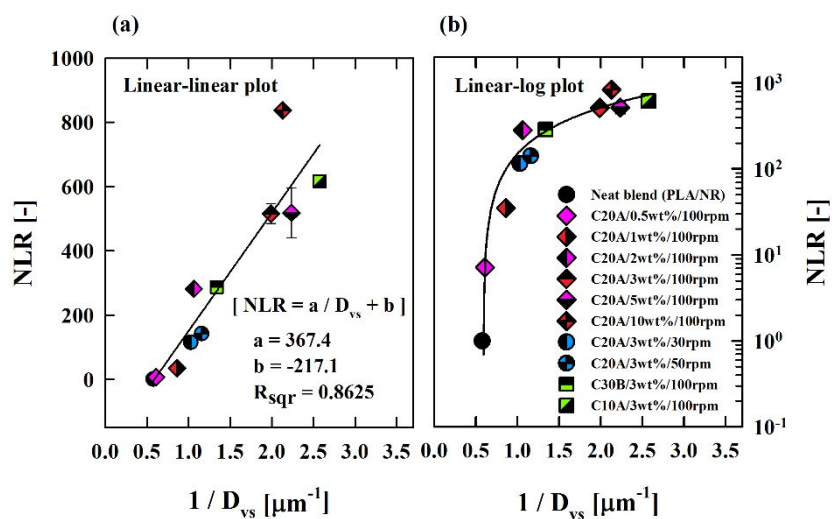 (a)
(b)
1000
800
600
400
200
0
NLR [-]
Linear-linear plot
[ NLR = a / D_vs + b ]
a = 367.4
b = -217.1
R_sqr = 0.8625
0.0 0.5 1.0 1.5 2.0 2.5 3.0 3.5
1 / D_vs [μm⁻¹]
Linear-log plot
Neat blend (PLA/NR)
C20A/0.5wt%/100rpm
C20A/1wt%/100rpm
C20A/2wt%/100rpm
C20A/3wt%/100rpm
C20A/5wt%/100rpm
C20A/10wt%/100rpm
C20A/3wt%/30rpm
C20A/3wt%/50rpm
C30B/3wt%/100rpm
C10A/3wt%/100rpm
10³
10²
10¹
10⁰
10⁻¹
NLR [-]
0.0 0.5 1.0 1.5 2.0 2.5 3.0 3.5
1 / D_vs [μm⁻¹]